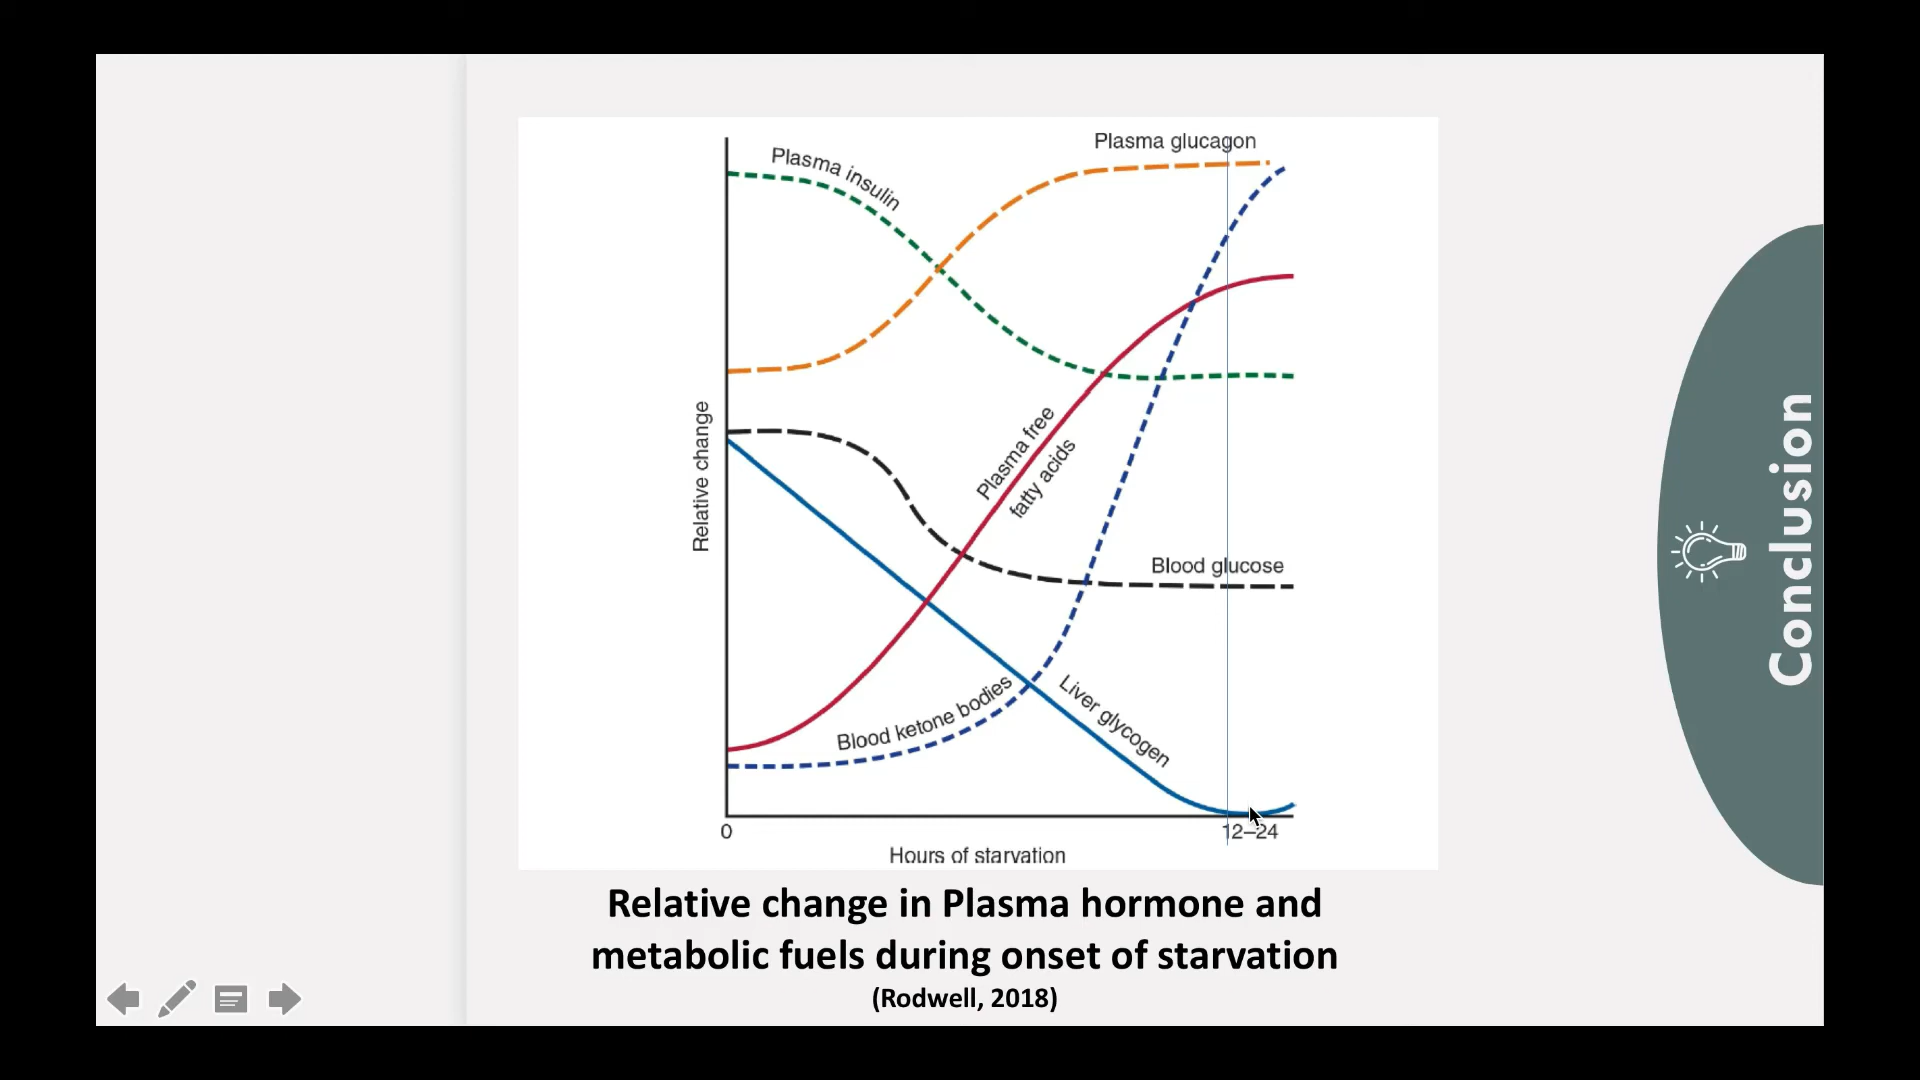 Plasma glucagon
Plasma insulin
Relative change
Plasma free
fatty acids
Blood glucose
Blood ketone bodies
Liver glycogen
0
12–24
Hours of starvation
Conclusion
Relative change in Plasma hormone and
metabolic fuels during onset of starvation
(Rodwell, 2018)